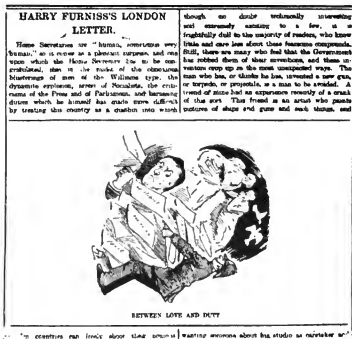 HARRY FURNISS'S LONDON
LETTER.
Home Secretaries are "human, sometimes very
human," so it comes as a pleasant surprise, and one
upon which the Home Secretary has to be con-
gratulated, that in the midst of the
blusterings of men of the Williams type, the
dynamite explosion, arrest of Socialists, the criti-
cisms of the Press and of Parliament, and harassing
duties which he himself has made more difficult
by treating this country as a dustbin into which
though no doubt technically interesting
and extremely exciting to a few, is
frightfully dull to the majority of readers, who know
little and care less about these fearsome compounds.
Still, there are many who feel that the Government
has robbed them of their inventions, and these in-
ventors crop up in the most unexpected ways. The
man who has, or thinks he has, invented a new gun,
or torpedo, or projectile, is a man to be avoided. A
friend of mine had an experience recently of a crank
of this sort. This friend is an artist who paints
pictures of ships and guns and such things, and
BETWEEN LOVE AND DUTY
countries can freely shoot their
wanting someone about his studio as caretaker and